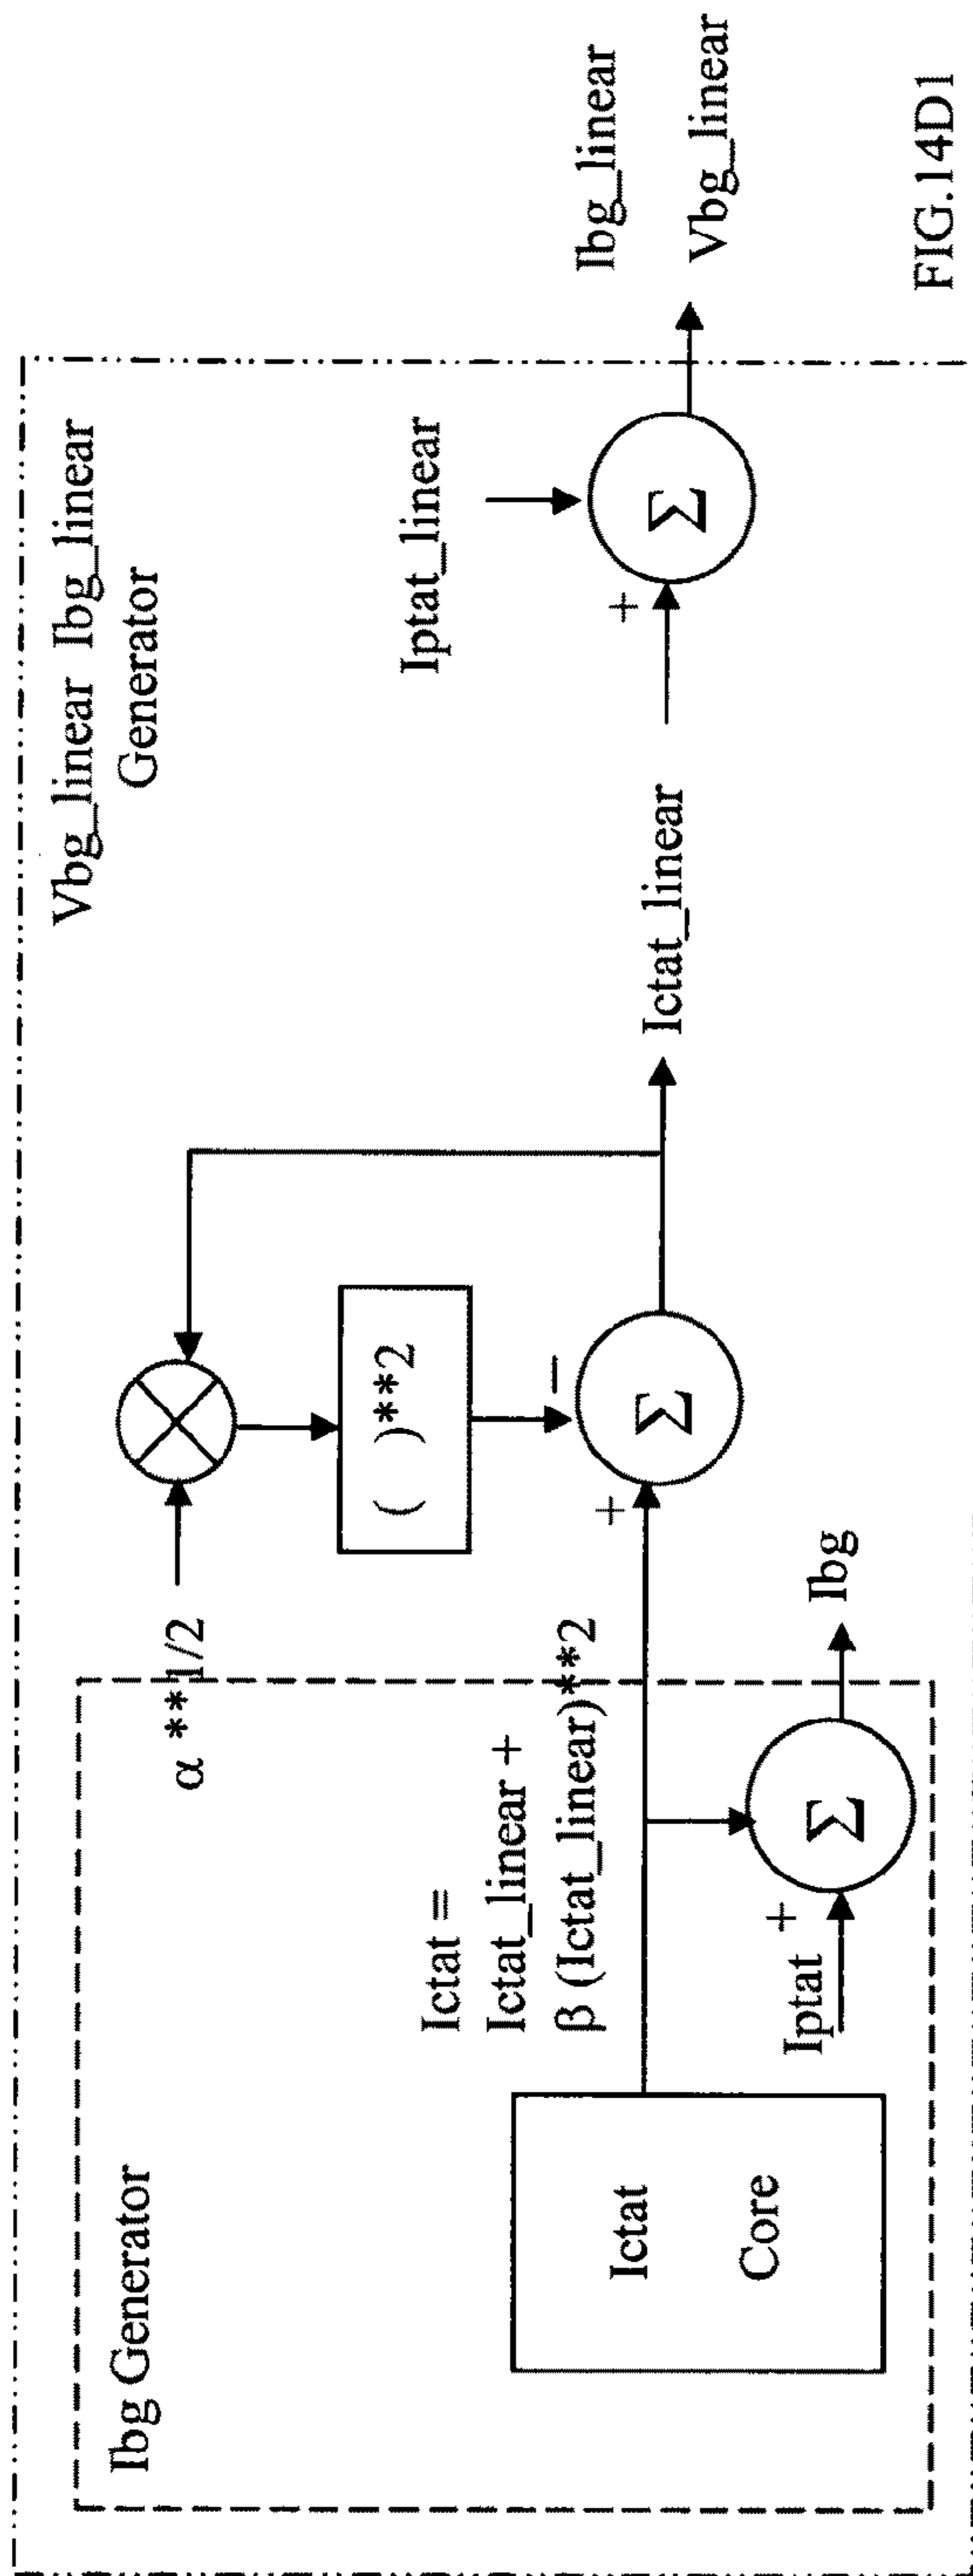 Vbg_linear Ibg_linear
Generator
Ibg Generator
α **1/2
( )**2
Ictat =
Ictat_linear +
β (Ictat_linear)**2
Ictat
Core
Iptat
+
Σ
Ibg
+
−
Σ
Ictat_linear
Iptat_linear
+
Σ
Ibg_linear
Vbg_linear
FIG.14D1